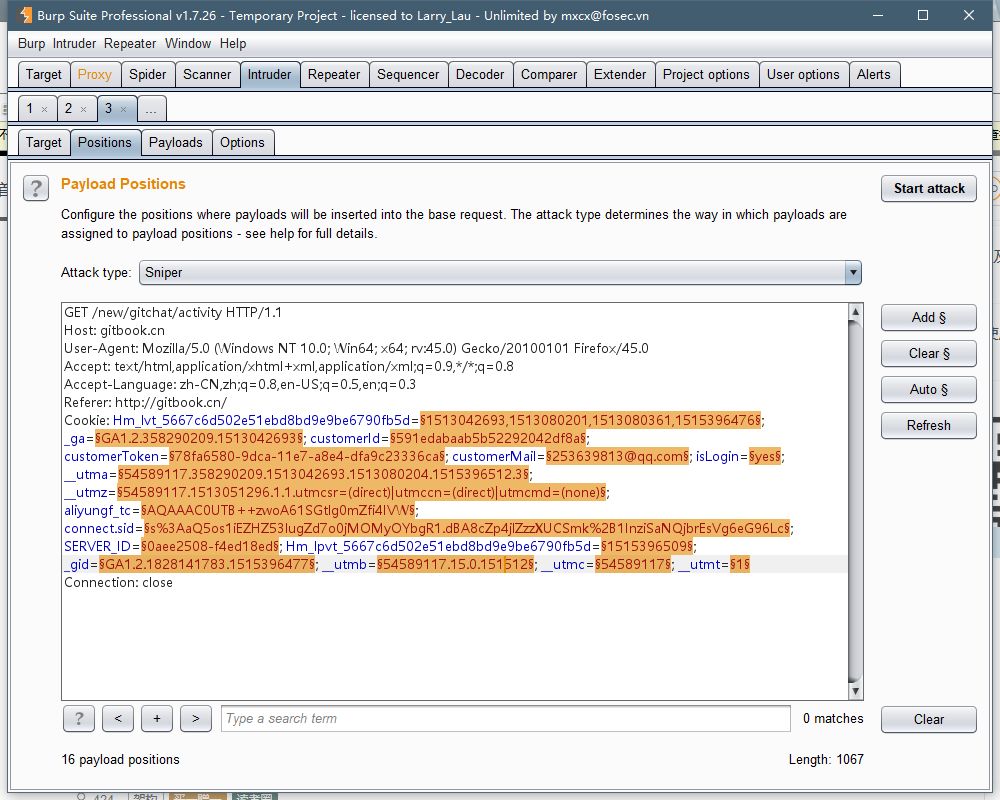 Burp Suite Professional v1.7.26 - Temporary Project - licensed to Larry_Lau - Unlimited by mxcx@fosec.vn
Burp Intruder Repeater Window Help
Target Proxy Spider Scanner Intruder Repeater Sequencer Decoder Comparer Extender Project options User options Alerts
1 × 2 × 3 × ...
Target Positions Payloads Options
? Payload Positions Start attack
Configure the positions where payloads will be inserted into the base request. The attack type determines the way in which payloads are
assigned to payload positions - see help for full details.
Attack type: Sniper
GET /new/gitchat/activity HTTP/1.1
Host: gitbook.cn
User-Agent: Mozilla/5.0 (Windows NT 10.0; Win64; x64; rv:45.0) Gecko/20100101 Firefox/45.0
Accept: text/html,application/xhtml+xml,application/xml;q=0.9,*/*;q=0.8
Accept-Language: zh-CN,zh;q=0.8,en-US;q=0.5,en;q=0.3
Referer: http://gitbook.cn/
Cookie: Hm_lvt_5667c6d502e51ebd8bd9e9be6790fb5d=§1513042693,1513080201,1513080361,1515396476§;
_ga=§GA1.2.358290209.1513042693§; customerId=§591edabaab5b52292042df8a§;
customerToken=§78fa6580-9dca-11e7-a8e4-dfa9c23336ca§; customerMail=§253639813@qq.com§; isLogin=§yes§;
__utma=§54589117.358290209.1513042693.1513080204.1515396512.3§;
__utmz=§54589117.1513051296.1.1.utmcsr=(direct)|utmccn=(direct)|utmcmd=(none)§;
aliyungf_tc=§AQAAAC0UTB++zwoA61SGtlg0mZfi4IVW§;
connect.sid=§s%3AaQ5os1iEZHZ53lugZd7o0jMOMyOYbgR1.dBA8cZp4jlZzzXUCSmk%2B1InziSaNQjbrEsVg6eG96Lc§;
SERVER_ID=§0aee2508-f4ed18ed§; Hm_lpvt_5667c6d502e51ebd8bd9e9be6790fb5d=§1515396509§;
_gid=§GA1.2.1828141783.1515396477§; __utmb=§54589117.15.0.151512§; __utmc=§54589117§; __utmt=§1§
Connection: close
Add §
Clear §
Auto §
Refresh
? < + > Type a search term 0 matches Clear
16 payload positions Length: 1067